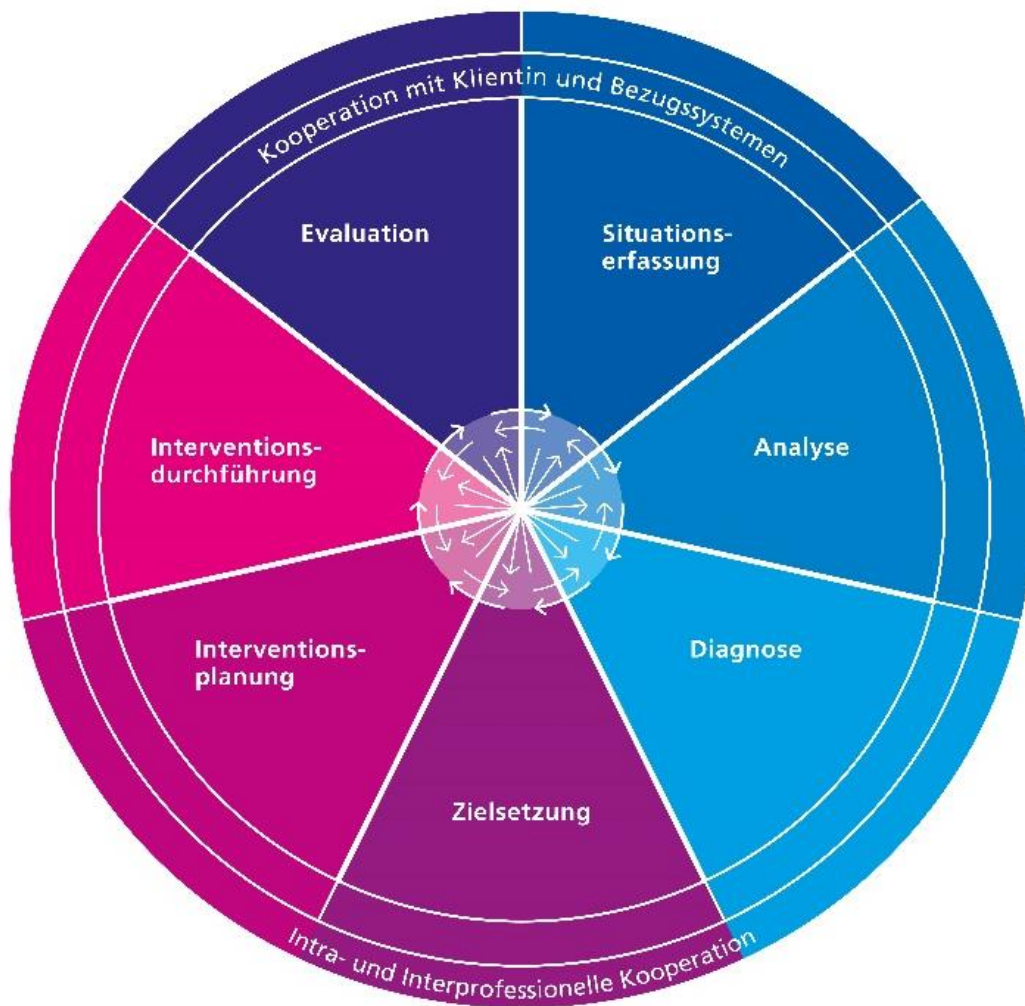 Kooperation mit Klientin und Bezugssystemen
Evaluation
Situations-
erfassung
Interventions-
durchführung
Analyse
Interventions-
planung
Diagnose
Zielsetzung
Intra- und Interprofessionelle Kooperation